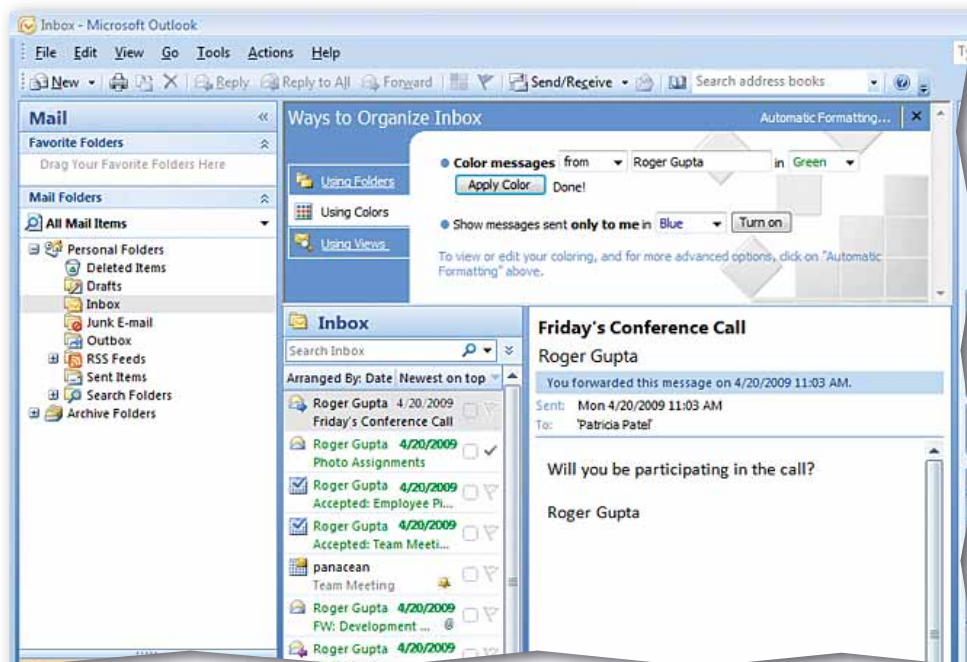 Inbox - Microsoft Outlook
File Edit View Go Tools Actions Help
New Reply Reply to All Forward Send/Receive Search address books
Mail
Favorite Folders
Drag Your Favorite Folders Here
Mail Folders
All Mail Items
Personal Folders
Deleted Items
Drafts
Inbox
Junk E-mail
Outbox
RSS Feeds
Sent Items
Search Folders
Archive Folders
Ways to Organize Inbox Automatic Formatting...
Using Folders
Using Colors
Using Views
Color messages from Roger Gupta in Green
Apply Color Done!
Show messages sent only to me in Blue Turn on
To view or edit your coloring, and for more advanced options, click on "Automatic
Formatting" above.
Inbox
Search Inbox
Arranged By: Date Newest on top
Roger Gupta 4/20/2009
Friday's Conference Call
Roger Gupta 4/20/2009
Photo Assignments
Roger Gupta 4/20/2009
Accepted: Employee Pi...
Roger Gupta 4/20/2009
Accepted: Team Meeti...
panacean
Team Meeting
Roger Gupta 4/20/2009
FW: Development ...
Roger Gupta 4/20/2009
Friday's Conference Call
Roger Gupta
You forwarded this message on 4/20/2009 11:03 AM.
Sent: Mon 4/20/2009 11:03 AM
To: 'Patricia Patel'
Will you be participating in the call?
Roger Gupta